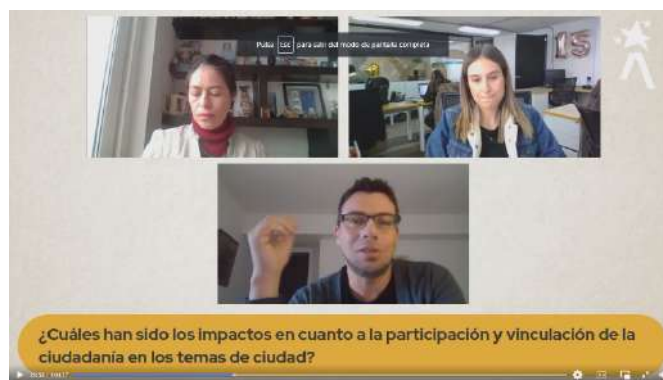 Pulsa Esc para salir del modo de pantalla completa
15
¿Cuáles han sido los impactos en cuanto a la participación y vinculación de la
ciudadanía en los temas de ciudad?